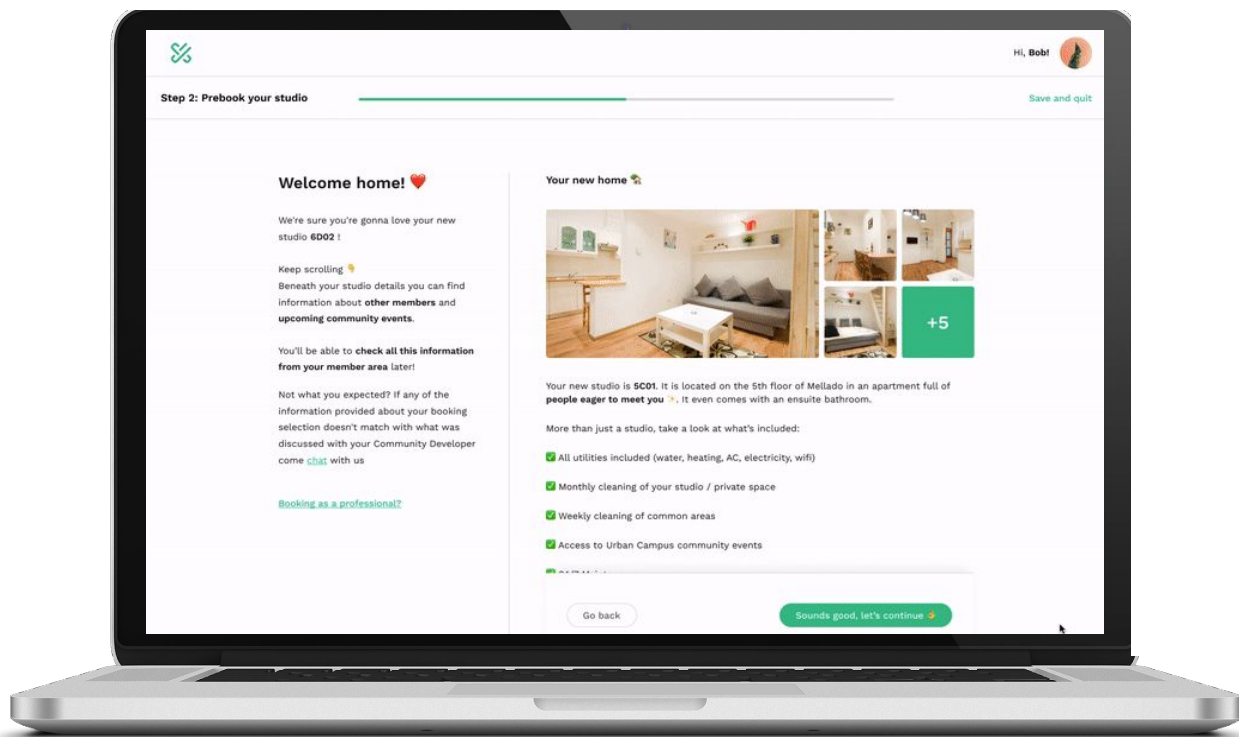 Hi, Bob!
Step 2: Prebook your studio
Save and quit
Welcome home! ❤️
We're sure you're gonna love your new
studio 6D02 !
Keep scrolling 👇
Beneath your studio details you can find
information about other members and
upcoming community events.
You'll be able to check all this information
from your member area later!
Not what you expected? If any of the
information provided about your booking
selection doesn't match with what was
discussed with your Community Developer
come chat with us
Booking as a professional?
Your new home 🏡
+5
Your new studio is 5C01. It is located on the 5th floor of Mellado in an apartment full of
people eager to meet you ✨. It even comes with an ensuite bathroom.
More than just a studio, take a look at what's included:
✅ All utilities included (water, heating, AC, electricity, wifi)
✅ Monthly cleaning of your studio / private space
✅ Weekly cleaning of common areas
✅ Access to Urban Campus community events
Go back
Sounds good, let's continue